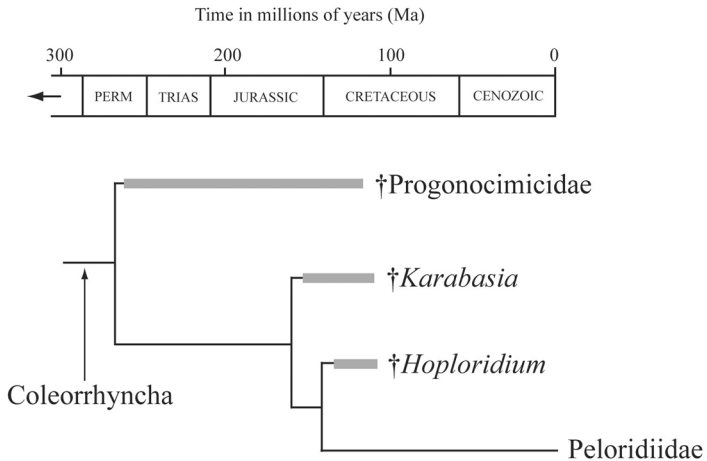 Time in millions of years (Ma)
300 200 100 0
PERM TRIAS JURASSIC CRETACEOUS CENOZOIC
†Progonocimicidae
†Karabasia
†Hoploridium
Coleorrhyncha
Peloridiidae